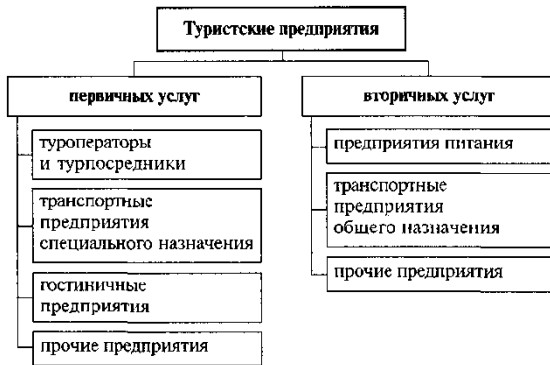 Туристские предприятия
первичных услуг
туроператоры
и турпосредники
транспортные
предприятия
специального назначения
гостиничные
предприятия
прочие предприятия
вторичных услуг
предприятия питания
транспортные
предприятия
общего назначения
прочие предприятия